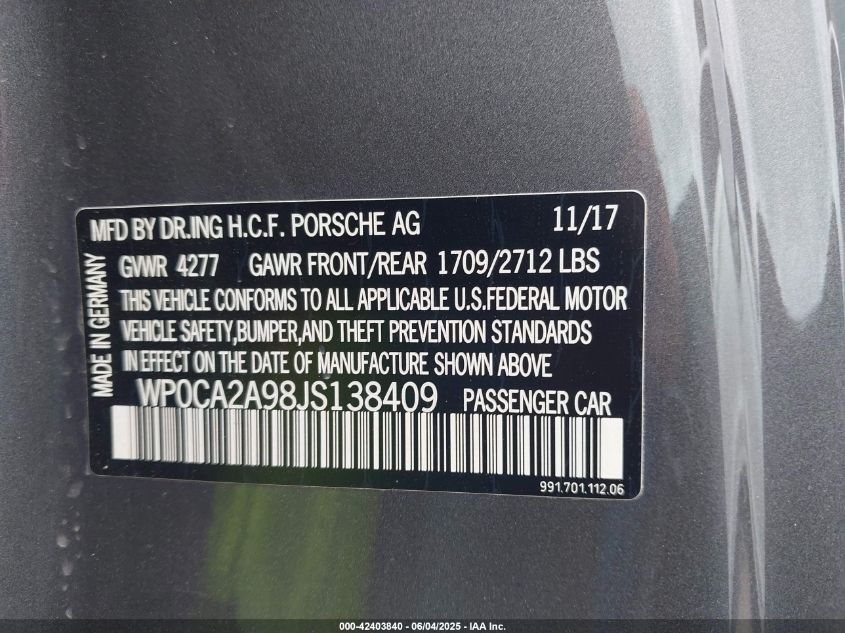 MFD BY DR.ING H.C.F. PORSCHE AG 11/17
GVWR 4277 GAWR FRONT/REAR 1709/2712 LBS
THIS VEHICLE CONFORMS TO ALL APPLICABLE U.S.FEDERAL MOTOR
VEHICLE SAFETY,BUMPER,AND THEFT PREVENTION STANDARDS
IN EFFECT ON THE DATE OF MANUFACTURE SHOWN ABOVE
MADE IN GERMANY
WP0CA2A98JS138409 PASSENGER CAR
991.701.112.06
000-42403840 - 06/04/2025 - IAA Inc.